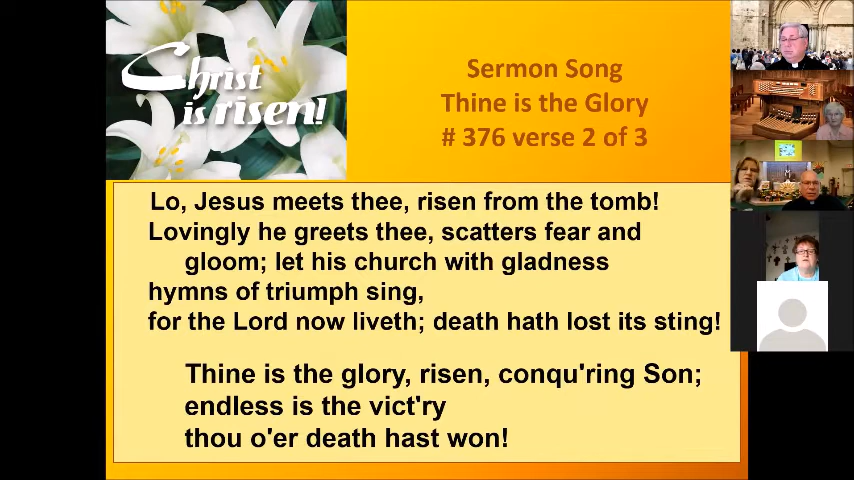 Christ
is risen!
Sermon Song
Thine is the Glory
# 376 verse 2 of 3
Lo, Jesus meets thee, risen from the tomb!
Lovingly he greets thee, scatters fear and
gloom; let his church with gladness
hymns of triumph sing,
for the Lord now liveth; death hath lost its sting!
Thine is the glory, risen, conqu'ring Son;
endless is the vict'ry
thou o'er death hast won!